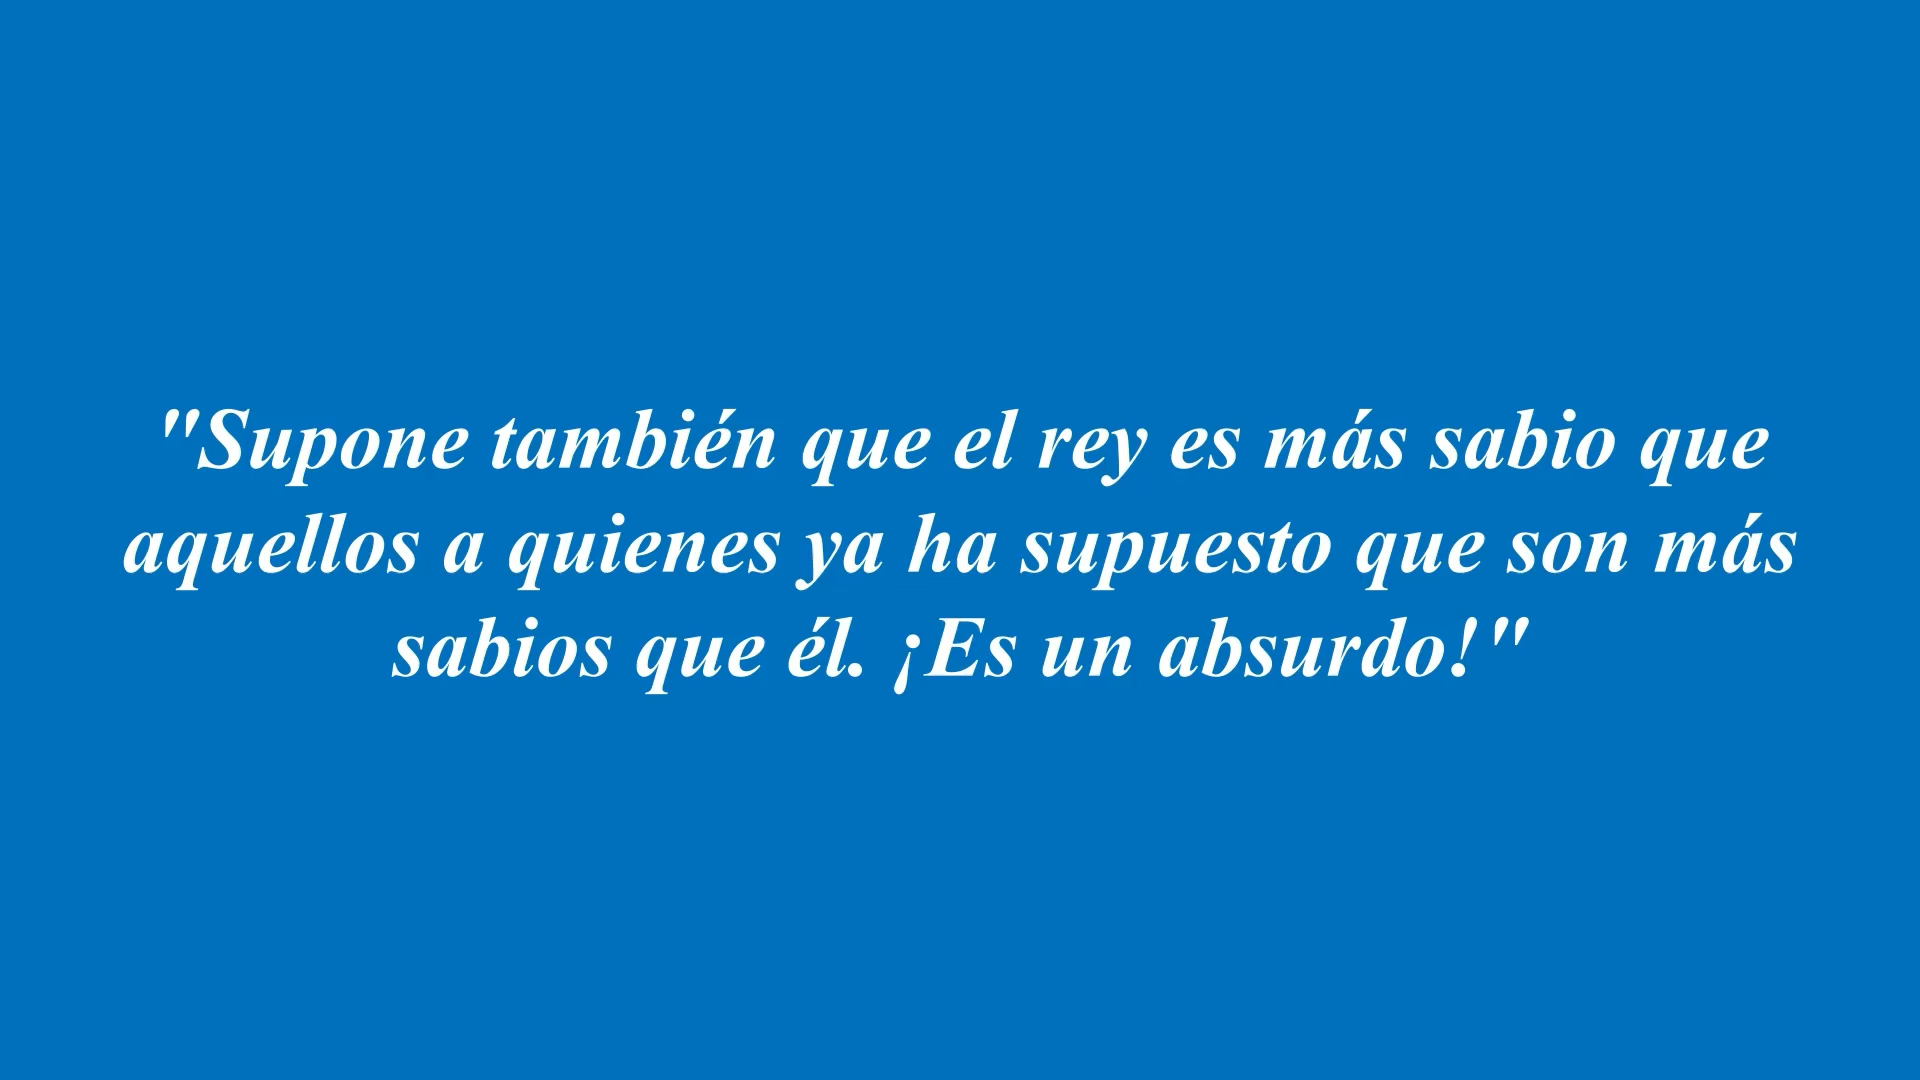 "Supone también que el rey es más sabio que
aquellos a quienes ya ha supuesto que son más
sabios que él. ¡Es un absurdo!"